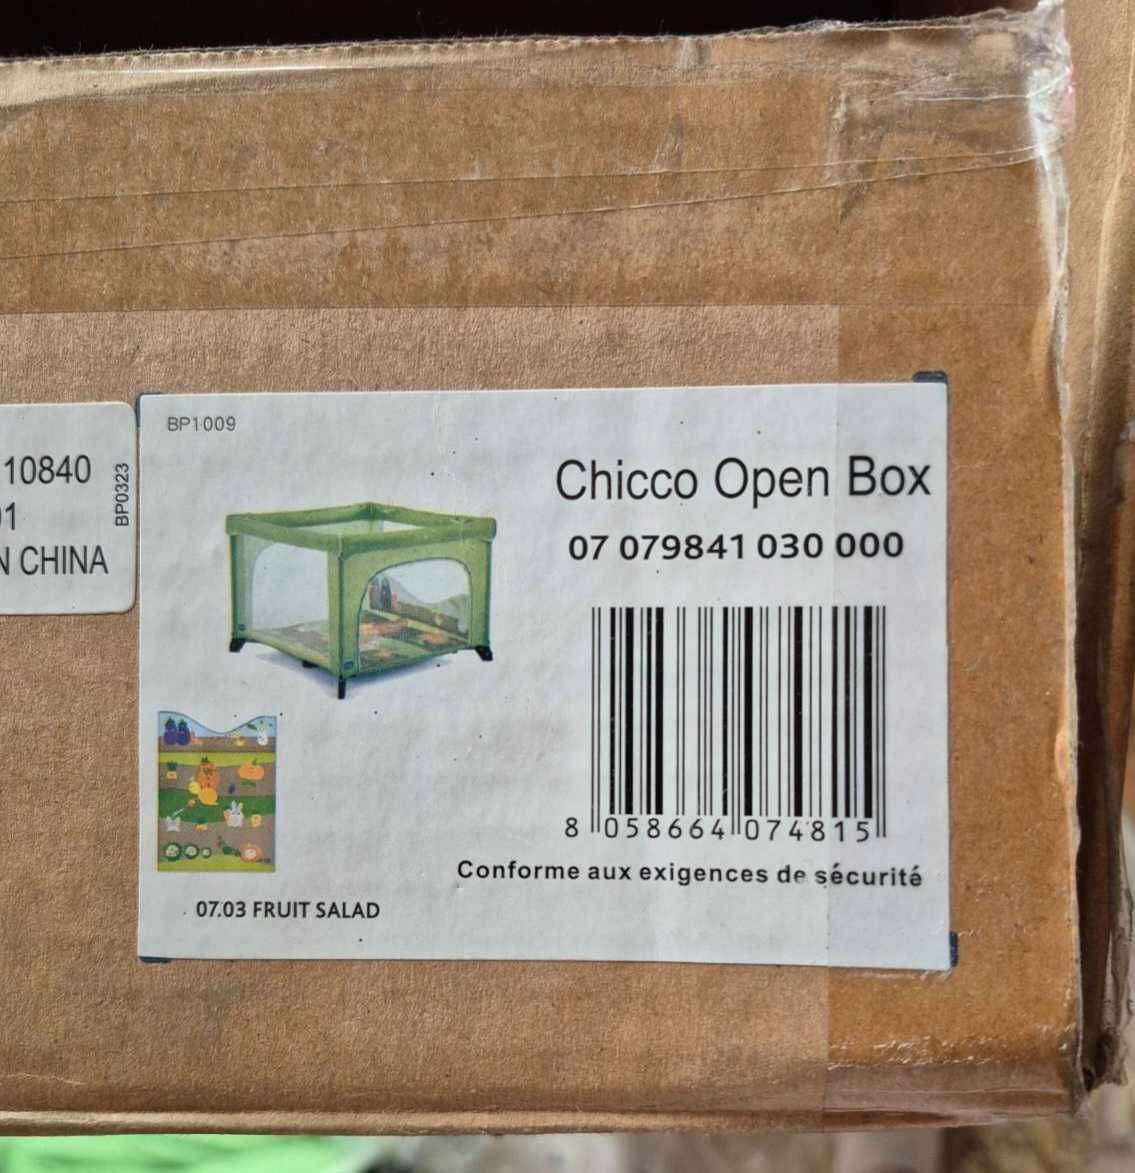 10840
BP0323
CHINA
BP1009
Chicco Open Box
07 079841 030 000
8 058664 074815
Conforme aux exigences de sécurité
07.03 FRUIT SALAD